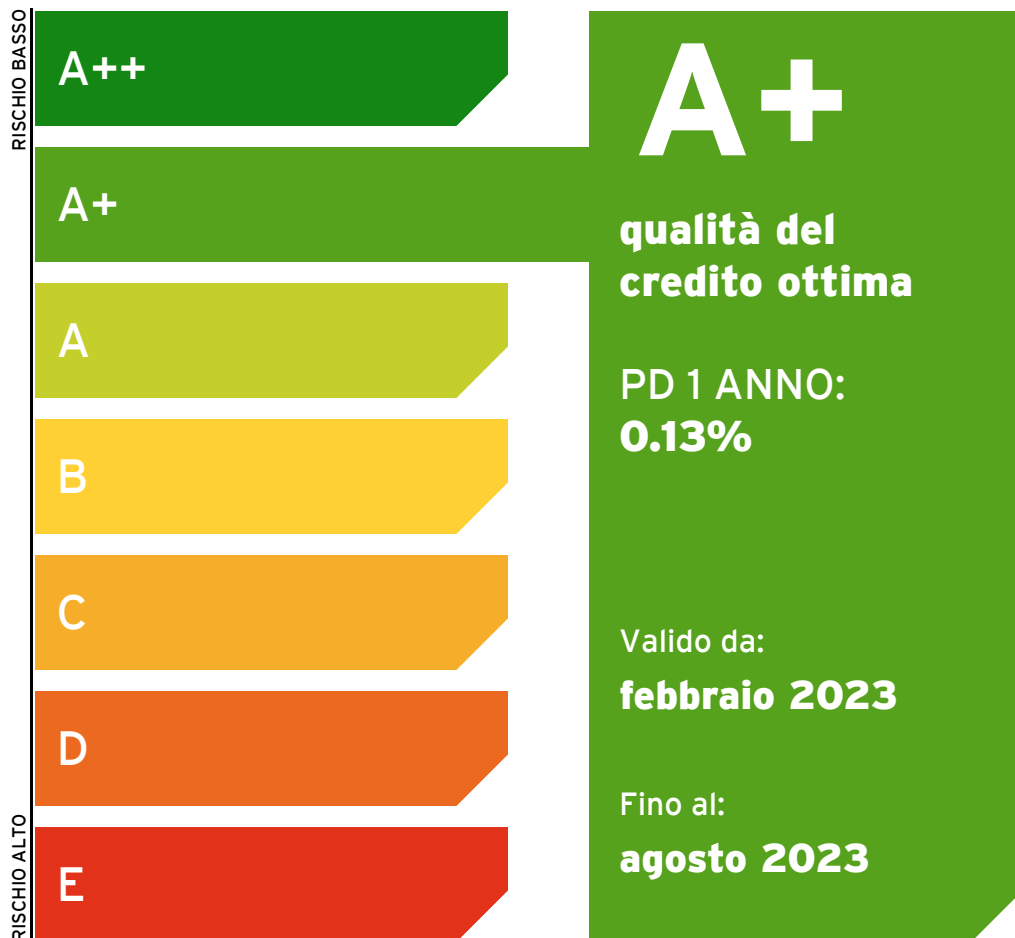 RISCHIO BASSO
A++
A+
A
B
C
D
E
RISCHIO ALTO
A+
qualità del
credito ottima
PD 1 ANNO:
0.13%
Valido da:
febbraio 2023
Fino al:
agosto 2023